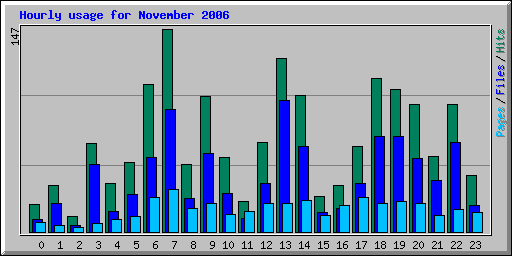 Hourly usage for November 2006
147
Pages / Files / Hits
0 1 2 3 4 5 6 7 8 9 10 11 12 13 14 15 16 17 18 19 20 21 22 23